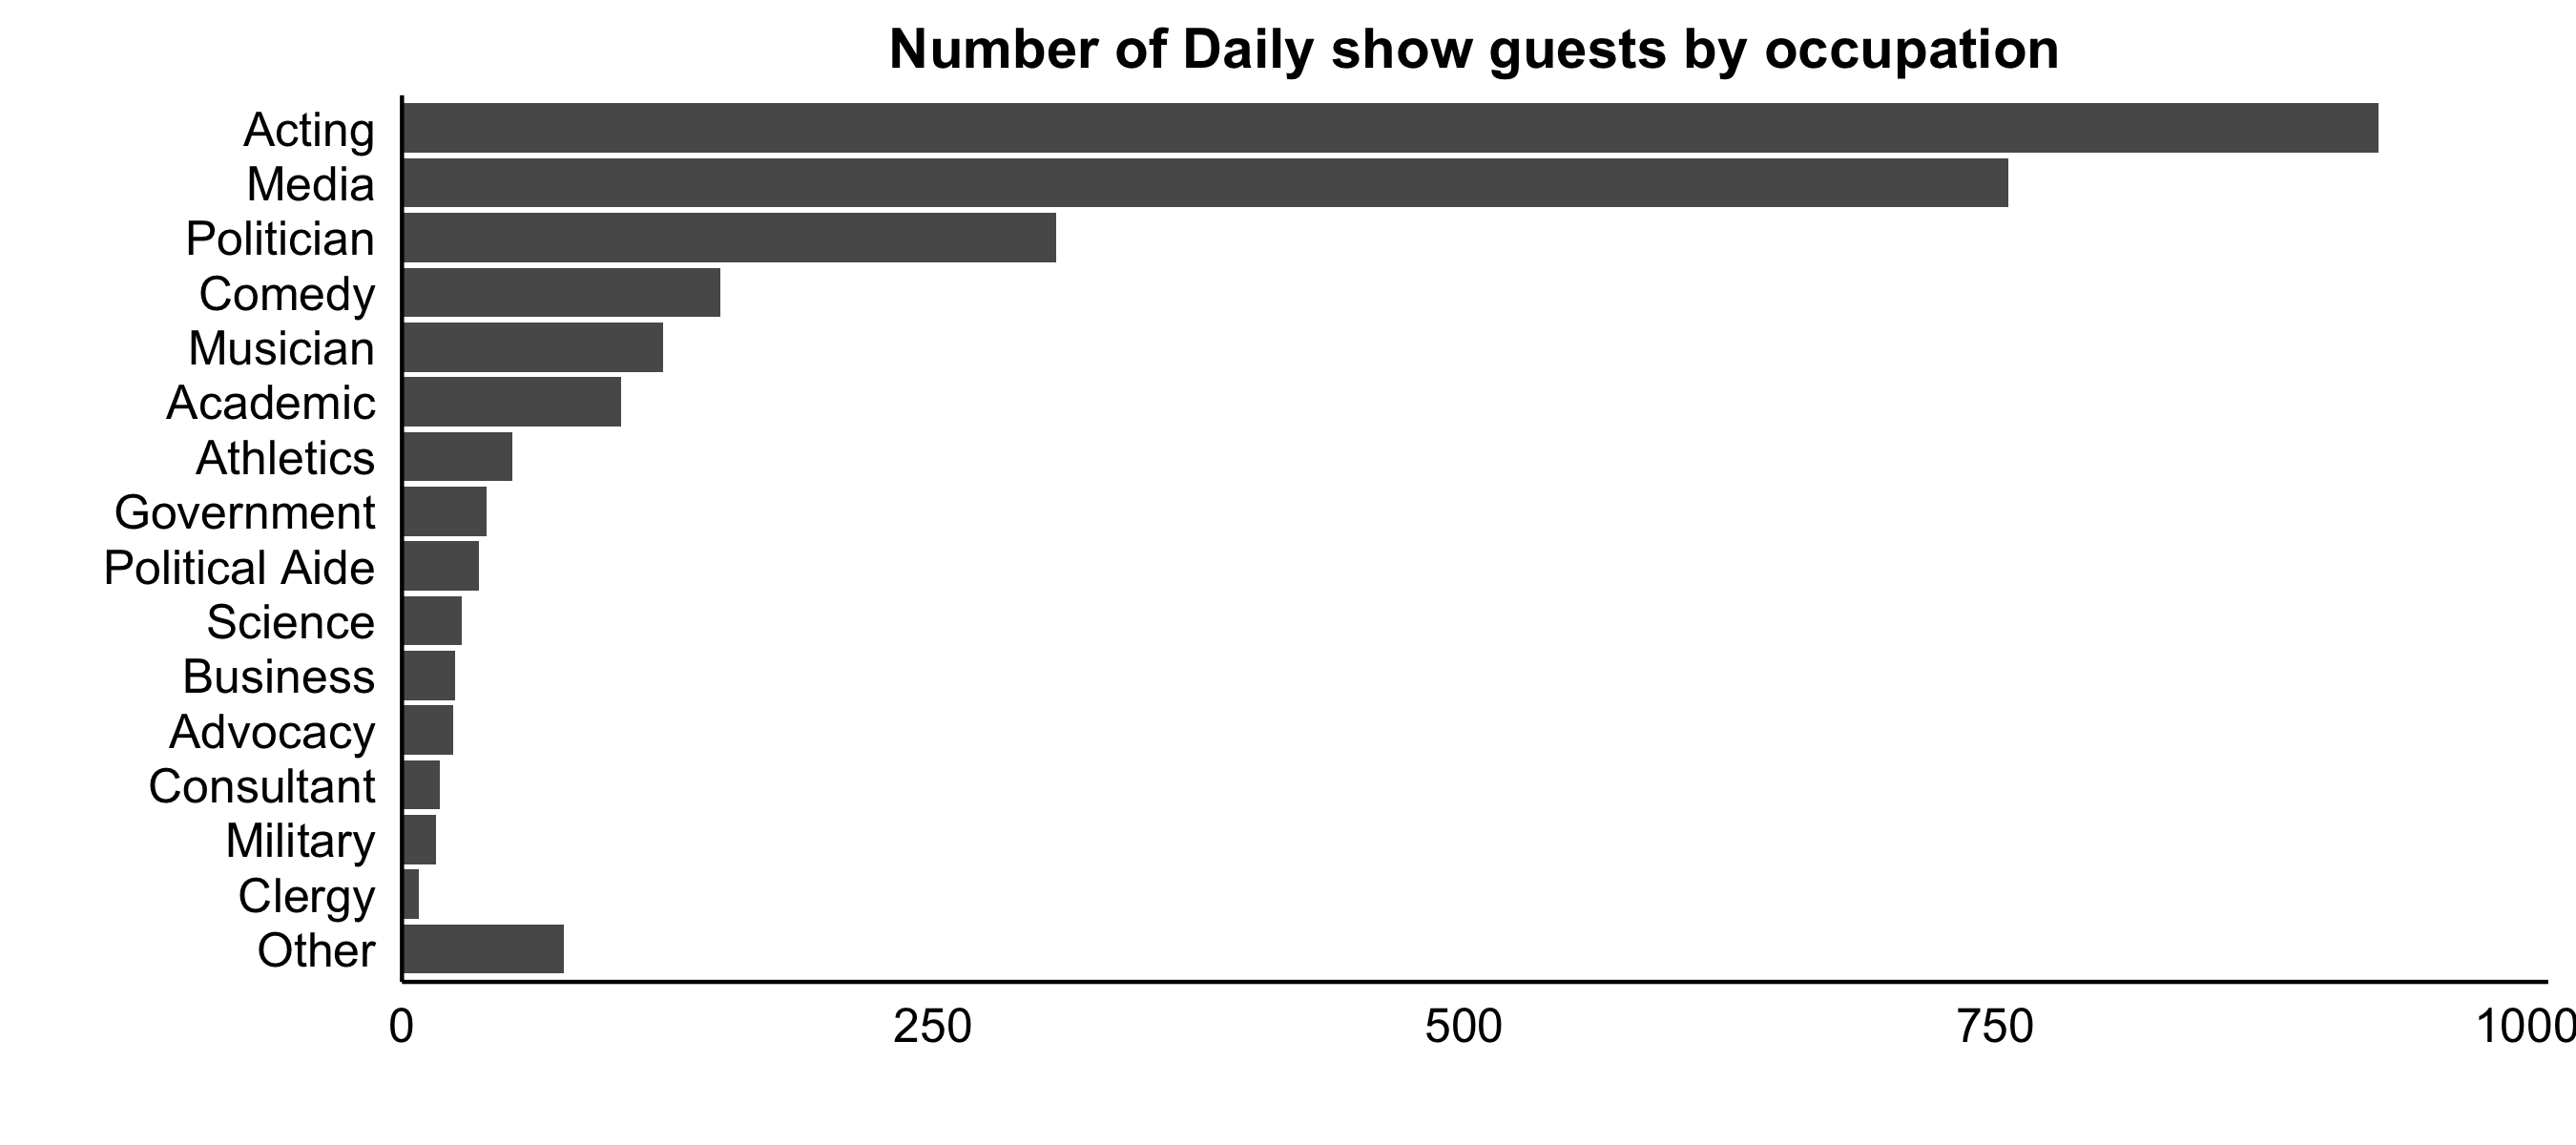 Number of Daily show guests by occupation
Acting
Media
Politician
Comedy
Musician
Academic
Athletics
Government
Political Aide
Science
Business
Advocacy
Consultant
Military
Clergy
Other
0 250 500 750 1000